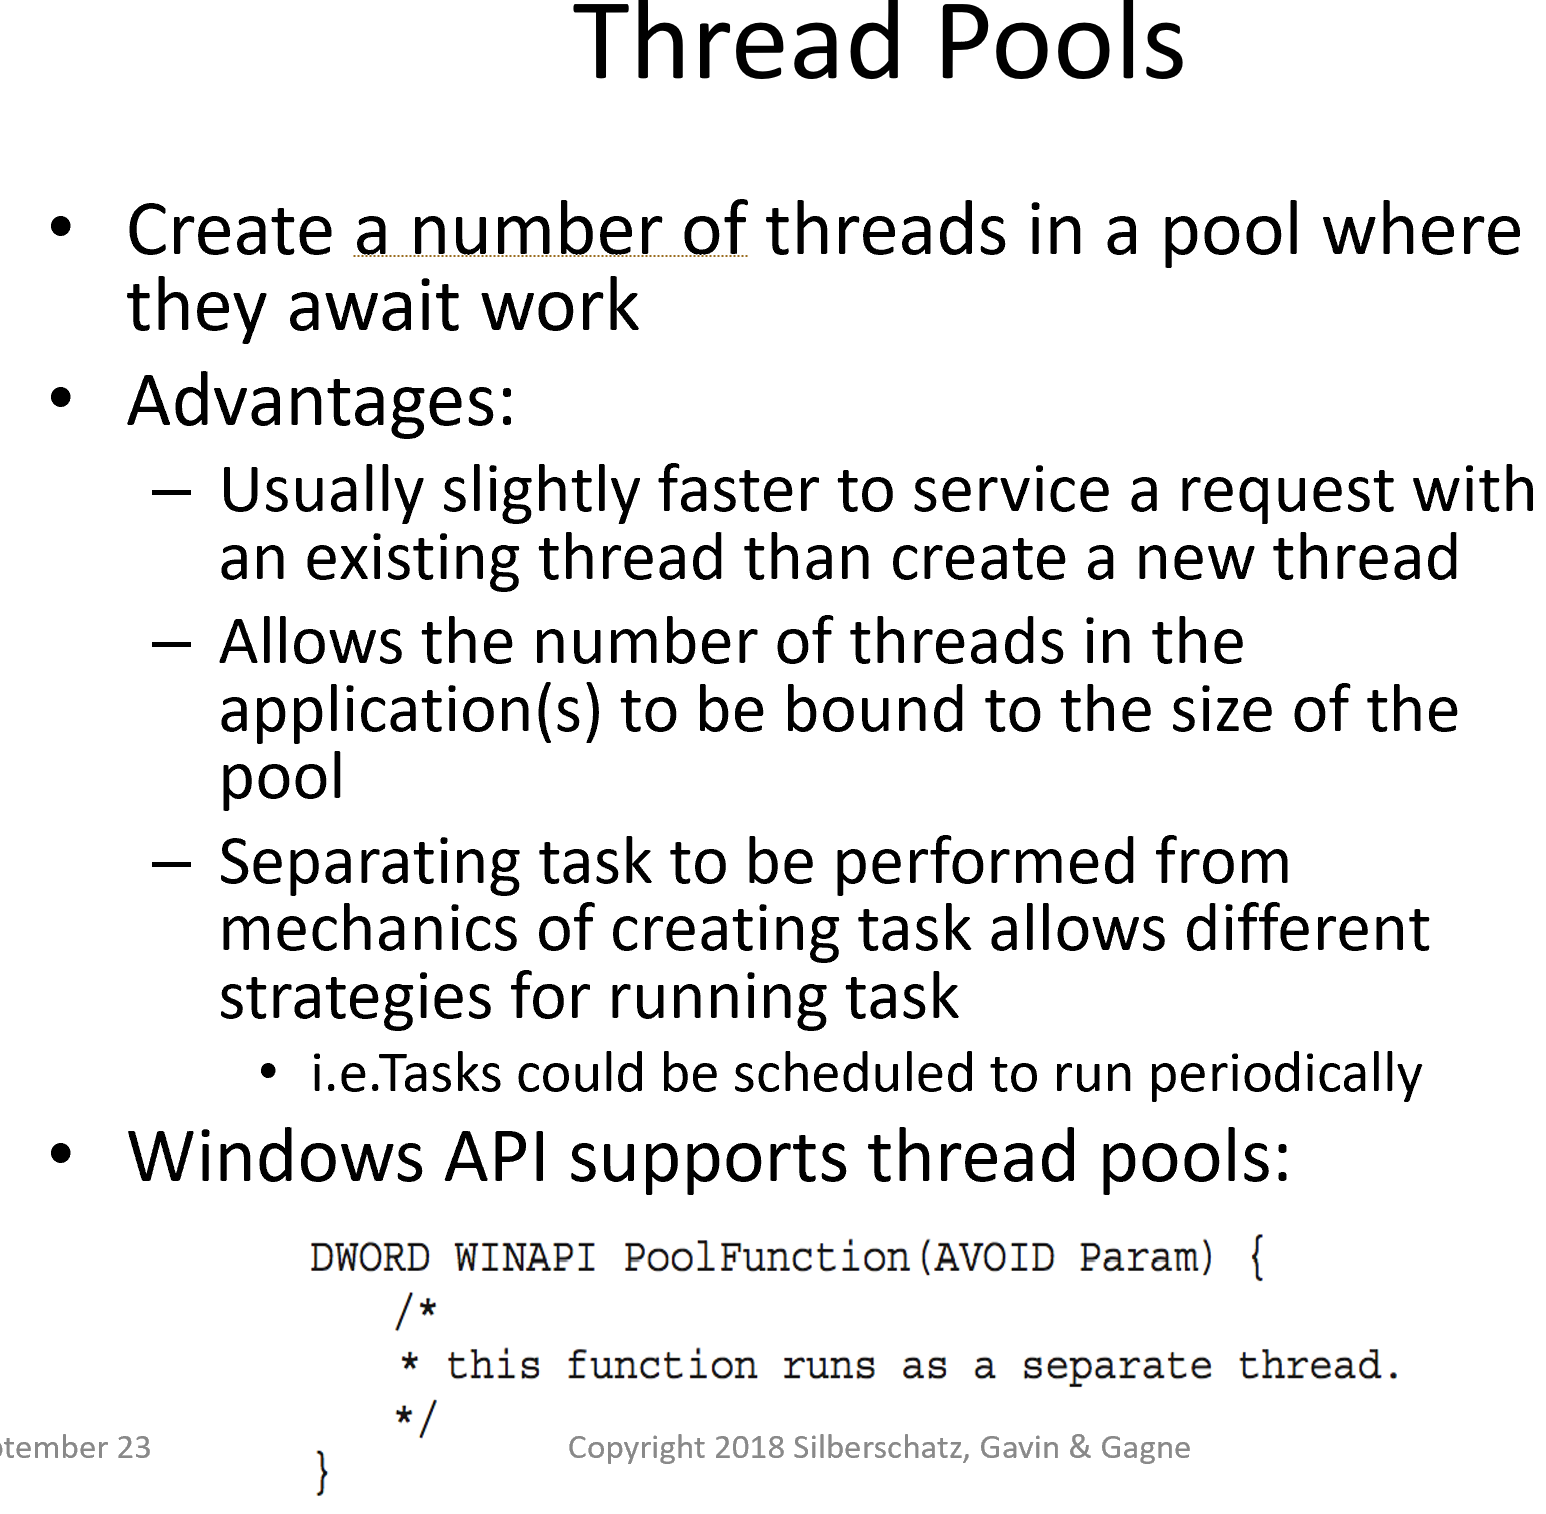 Thread Pools
• Create a number of threads in a pool where
they await work
• Advantages:
– Usually slightly faster to service a request with
an existing thread than create a new thread
– Allows the number of threads in the
application(s) to be bound to the size of the
pool
– Separating task to be performed from
mechanics of creating task allows different
strategies for running task
• i.e.Tasks could be scheduled to run periodically
• Windows API supports thread pools:
DWORD WINAPI PoolFunction(AVOID Param) {
/*
* this function runs as a separate thread.
*/
tember 23
Copyright 2018 Silberschatz, Gavin & Gagne
}